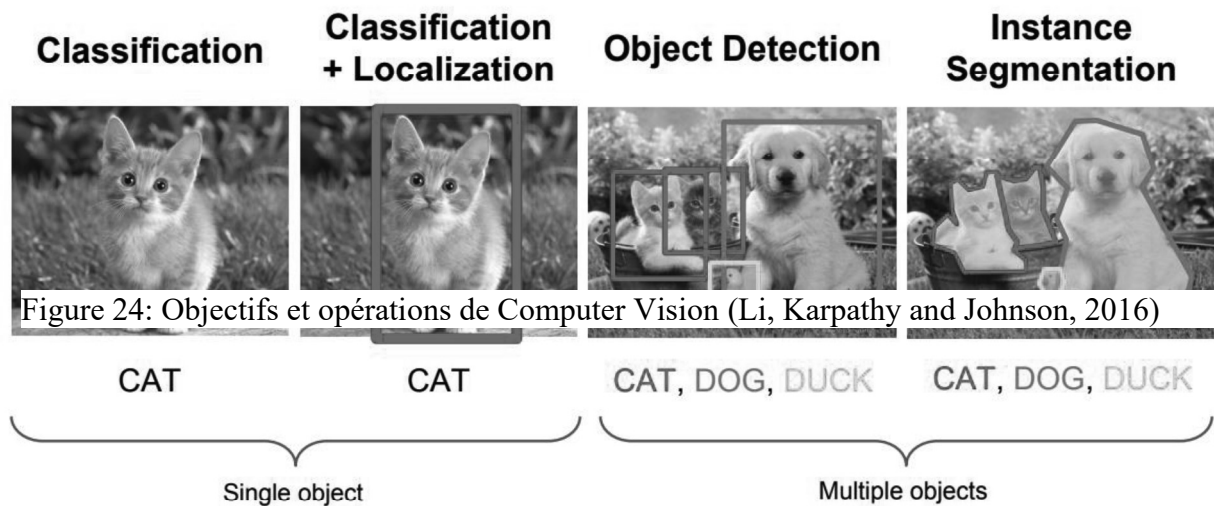 Classification
Classification
+ Localization
Object Detection
Instance
Segmentation
Figure 24: Objectifs et opérations de Computer Vision (Li, Karpathy and Johnson, 2016)
CAT
CAT
CAT, DOG, DUCK
CAT, DOG, DUCK
Single object
Multiple objects